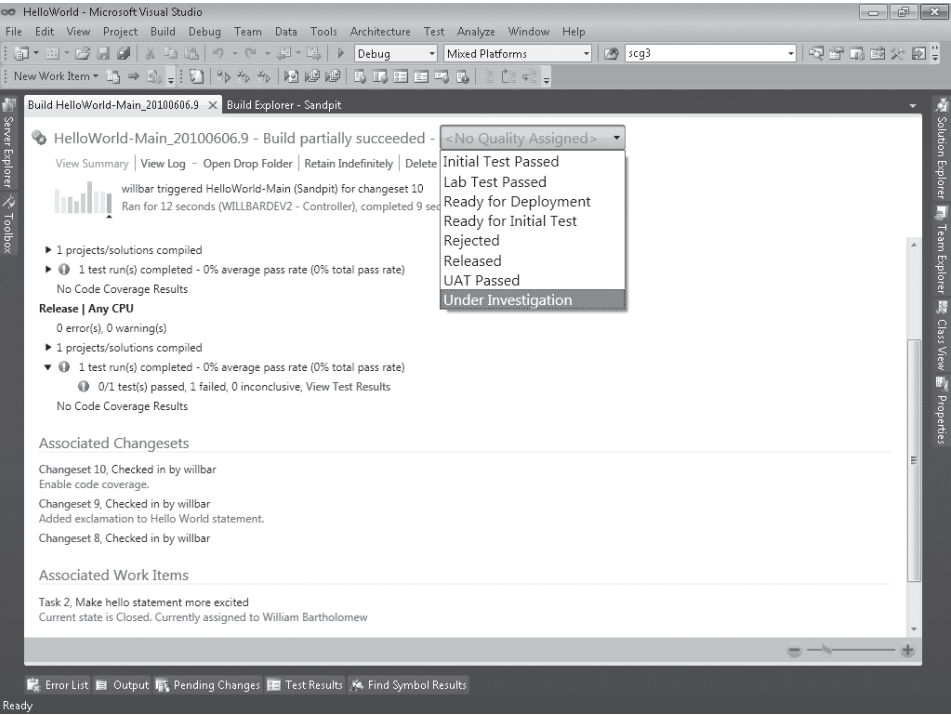 HelloWorld - Microsoft Visual Studio
File Edit View Project Build Debug Team Data Tools Architecture Test Analyze Window Help
Debug Mixed Platforms scg3
New Work Item
Build HelloWorld-Main_20100606.9 Build Explorer - Sandpit
HelloWorld-Main_20100606.9 - Build partially succeeded - <No Quality Assigned>
View Summary | View Log - Open Drop Folder | Retain Indefinitely | Delete
Initial Test Passed
Lab Test Passed
Ready for Deployment
Ready for Initial Test
Rejected
Released
UAT Passed
Under Investigation
willbar triggered HelloWorld-Main (Sandpit) for changeset 10
Ran for 12 seconds (WILLBARDEV2 - Controller), completed 9 sec
1 projects/solutions compiled
1 test run(s) completed - 0% average pass rate (0% total pass rate)
No Code Coverage Results
Release | Any CPU
0 error(s), 0 warning(s)
1 projects/solutions compiled
1 test run(s) completed - 0% average pass rate (0% total pass rate)
0/1 test(s) passed, 1 failed, 0 inconclusive, View Test Results
No Code Coverage Results
Associated Changesets
Changeset 10, Checked in by willbar
Enable code coverage.
Changeset 9, Checked in by willbar
Added exclamation to Hello World statement.
Changeset 8, Checked in by willbar
Associated Work Items
Task 2, Make hello statement more excited
Current state is Closed. Currently assigned to William Bartholomew
Server Explorer
Toolbox
Solution Explorer
Team Explorer
Class View
Properties
Error List Output Pending Changes Test Results Find Symbol Results
Ready